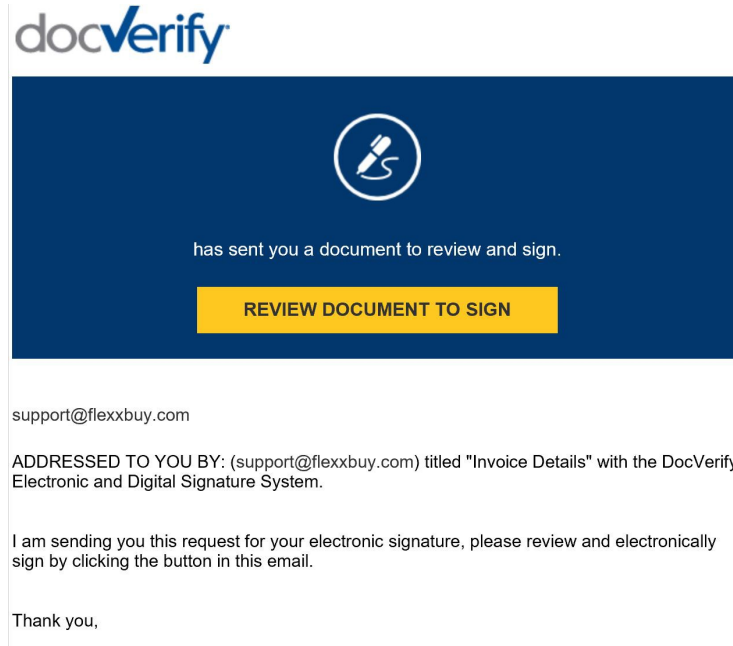 docVerify
has sent you a document to review and sign.
REVIEW DOCUMENT TO SIGN
support@flexxbuy.com
ADDRESSED TO YOU BY: (support@flexxbuy.com) titled "Invoice Details" with the DocVerify
Electronic and Digital Signature System.
I am sending you this request for your electronic signature, please review and electronically
sign by clicking the button in this email.
Thank you,